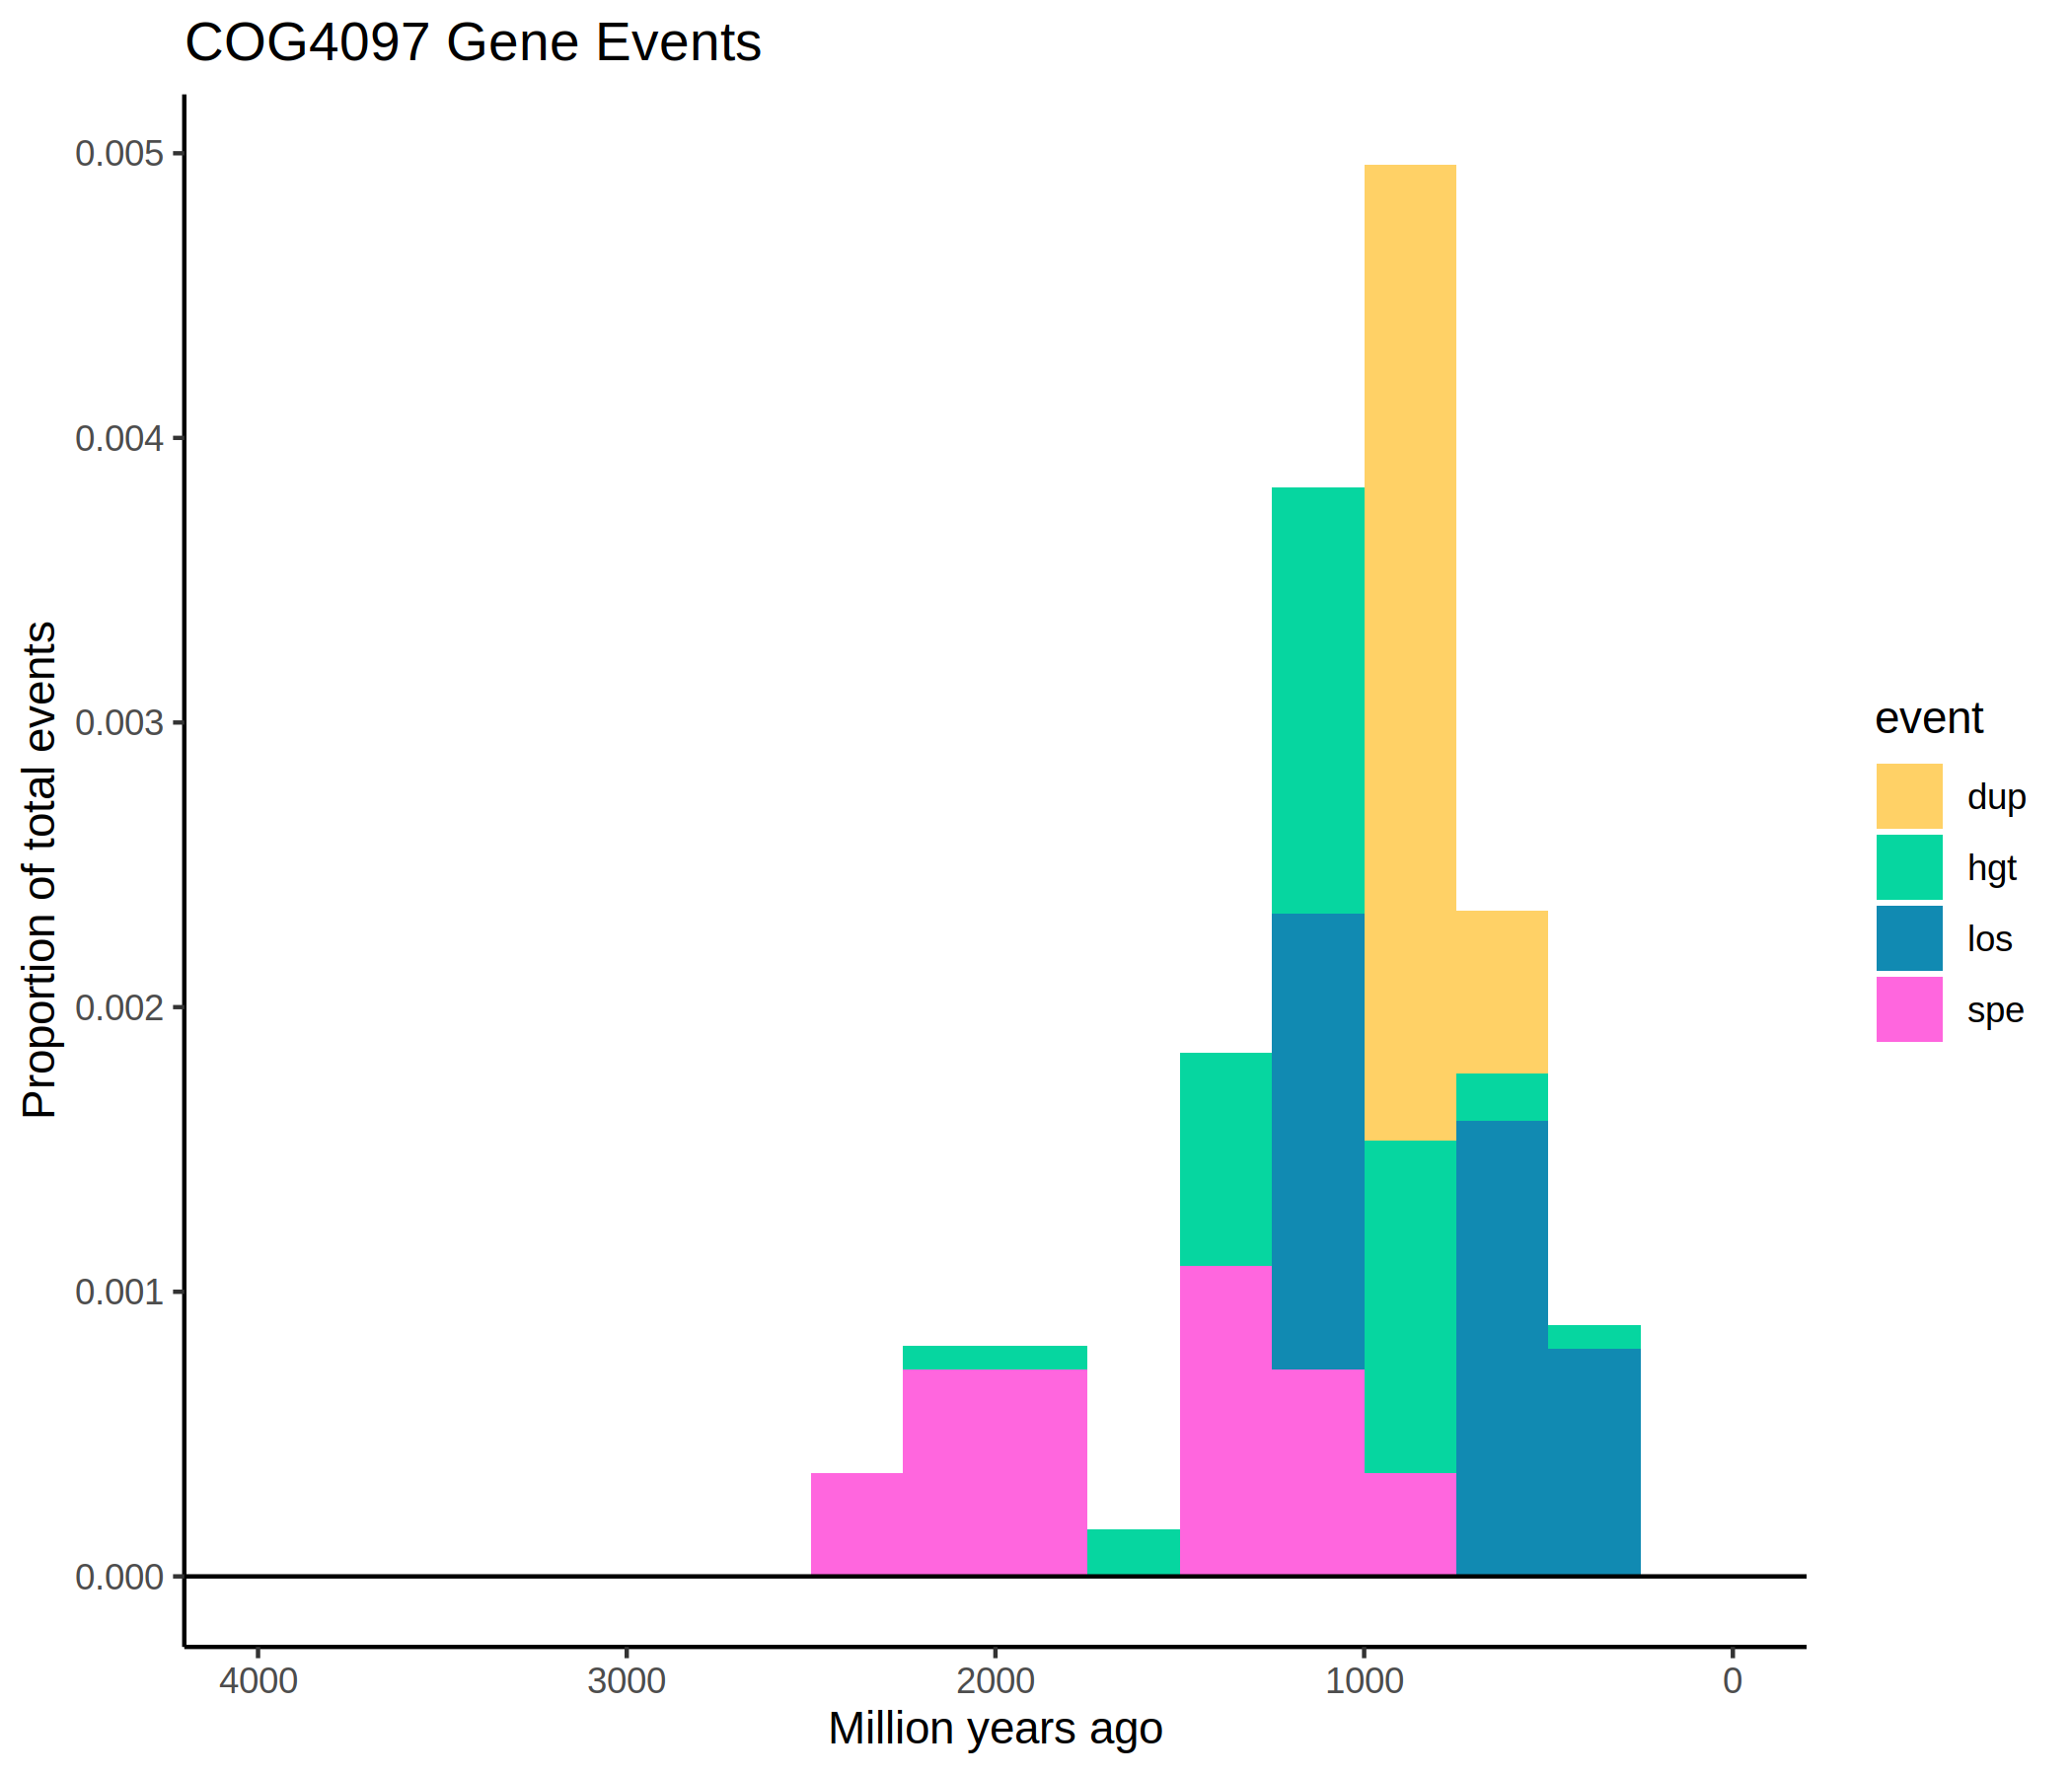 COG4097 Gene Events
0.005
0.004
0.003
0.002
0.001
0.000
Proportion of total events
4000 3000 2000 1000 0
Million years ago
event
dup
hgt
los
spe